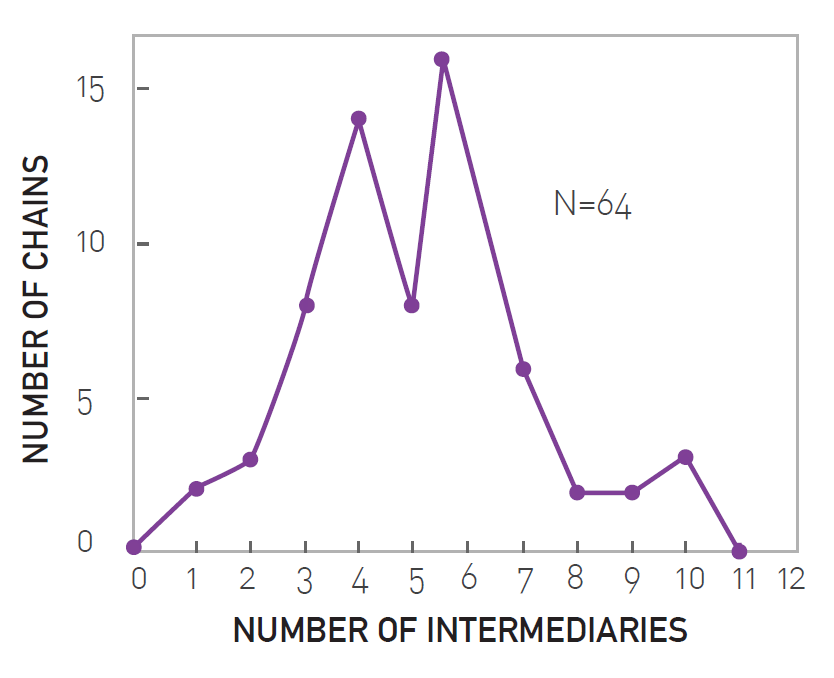 NUMBER OF CHAINS
15
10
5
0
N=64
0 1 2 3 4 5 6 7 8 9 10 11 12
NUMBER OF INTERMEDIARIES